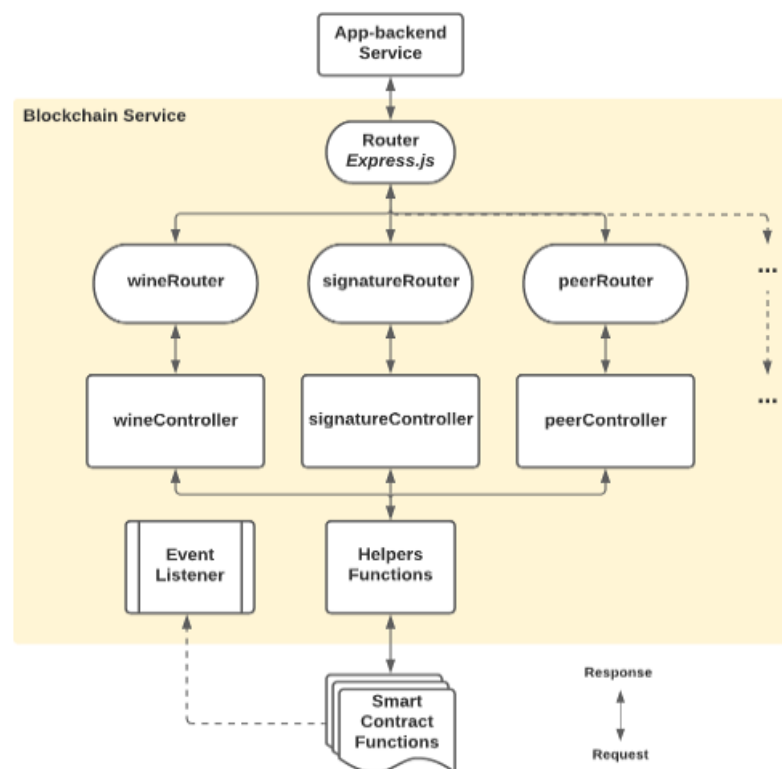 App-backend
Service
Blockchain Service
Router
Express.js
wineRouter
signatureRouter
peerRouter
...
wineController
signatureController
peerController
...
Event
Listener
Helpers
Functions
Smart
Contract
Functions
Response
Request